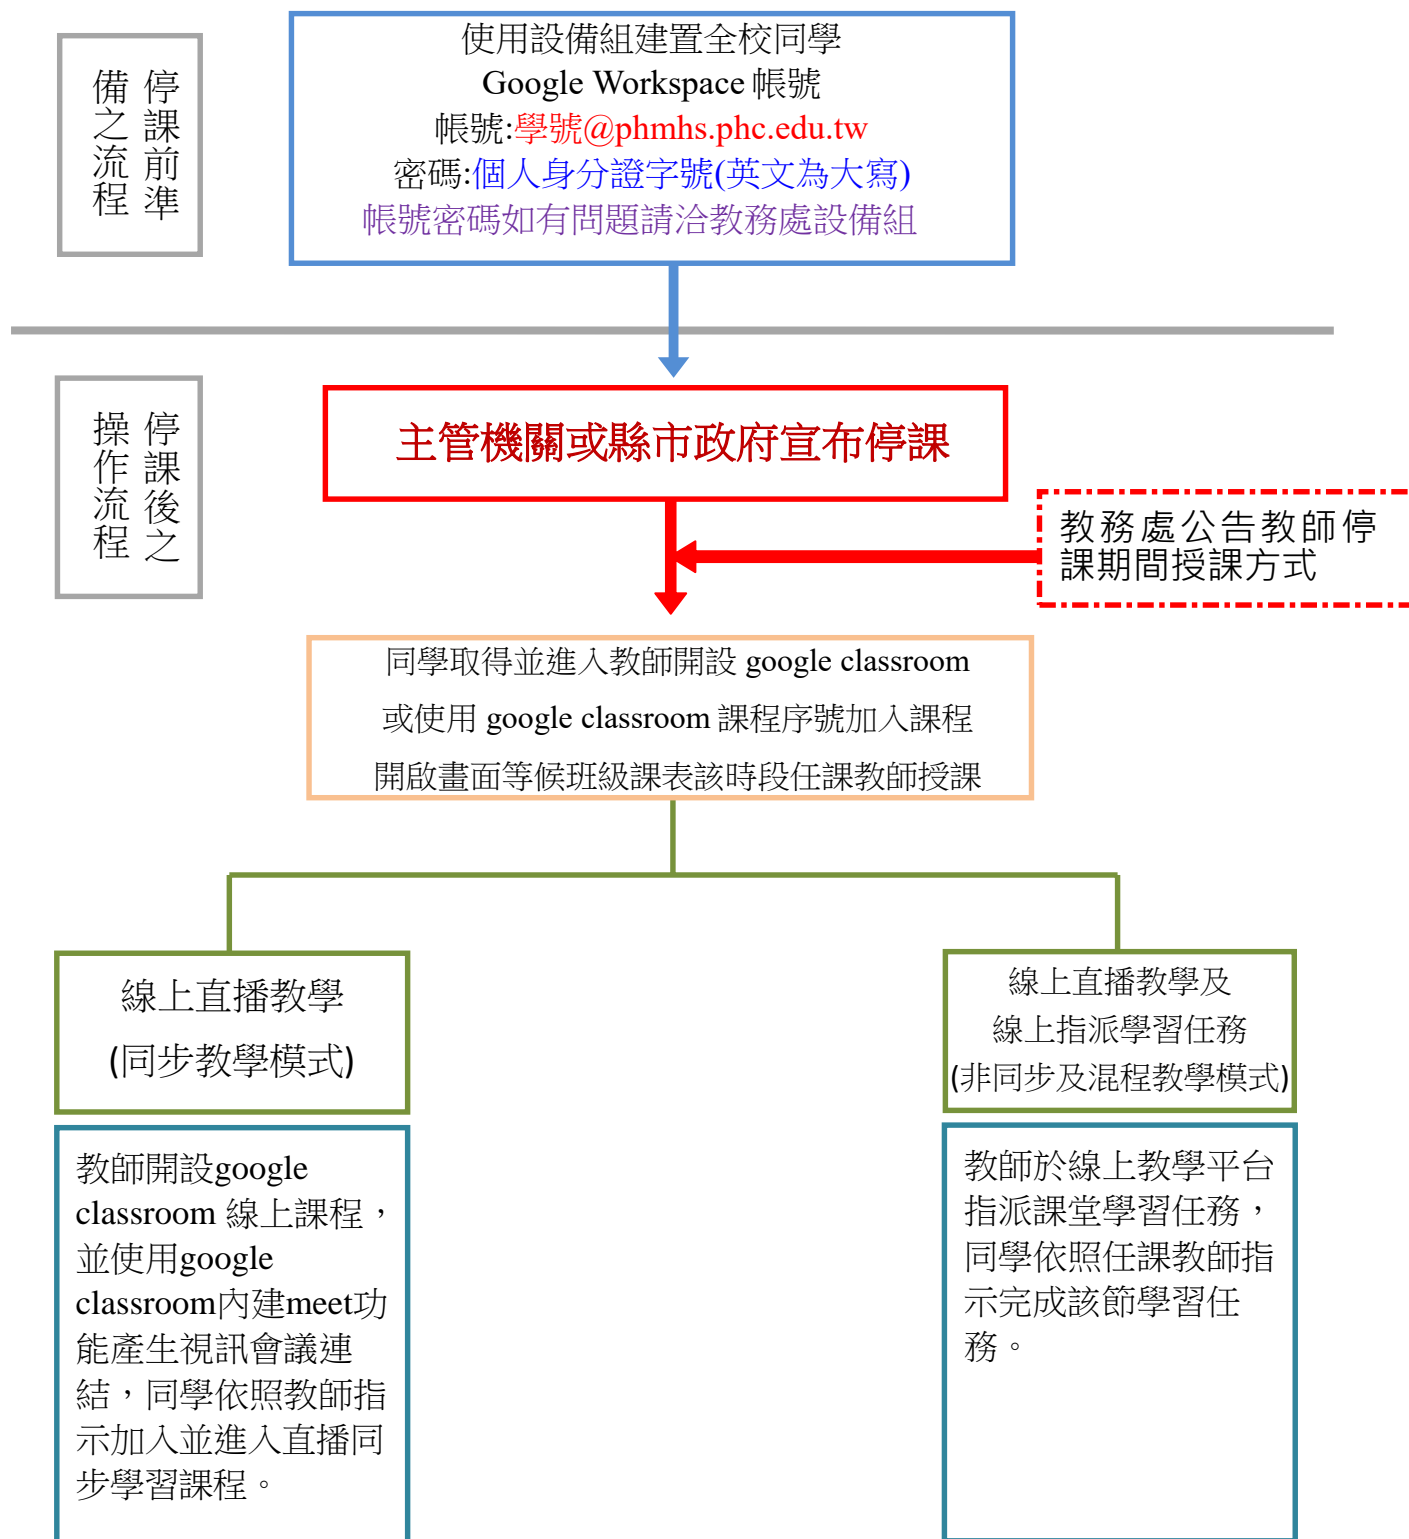 停課前準
備之流程
使用設備組建置全校同學
Google Workspace 帳號
帳號:學號@phmhs.phc.edu.tw
密碼:個人身分證字號(英文為大寫)
帳號密碼如有問題請洽教務處設備組
停課後之
操作流程
主管機關或縣市政府宣布停課
教務處公告教師停
課期間授課方式
同學取得並進入教師開設 google classroom
或使用 google classroom 課程序號加入課程
開啟畫面等候班級課表該時段任課教師授課
線上直播教學
(同步教學模式)
教師開設google
classroom 線上課程，
並使用google
classroom內建meet功
能產生視訊會議連
結，同學依照教師指
示加入並進入直播同
步學習課程。
線上直播教學及
線上指派學習任務
(非同步及混程教學模式)
教師於線上教學平台
指派課堂學習任務，
同學依照任課教師指
示完成該節學習任
務。